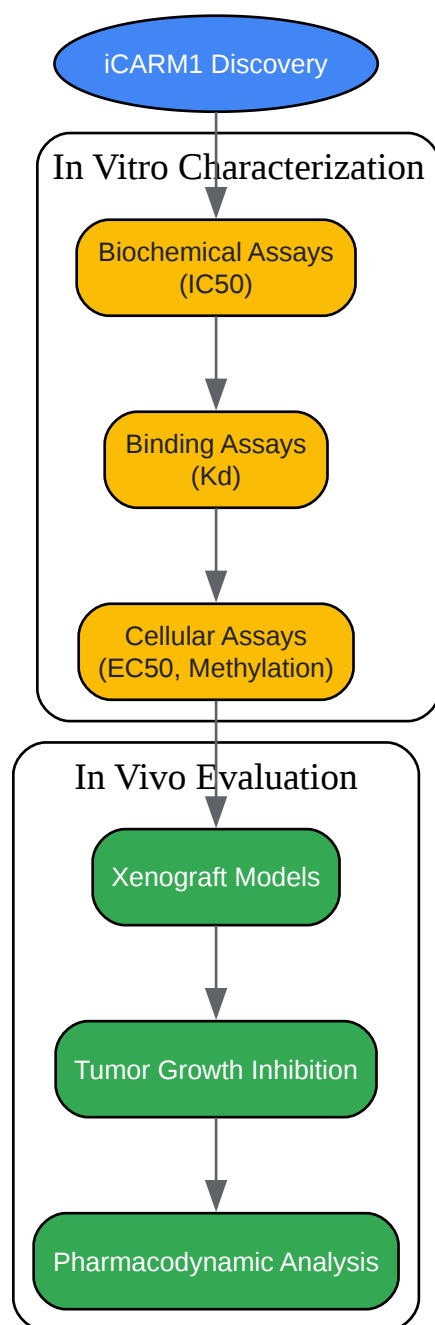 iCARM1 Discovery
In Vitro Characterization
Biochemical Assays
(IC50)
Binding Assays
(Kd)
Cellular Assays
(EC50, Methylation)
In Vivo Evaluation
Xenograft Models
Tumor Growth Inhibition
Pharmacodynamic Analysis